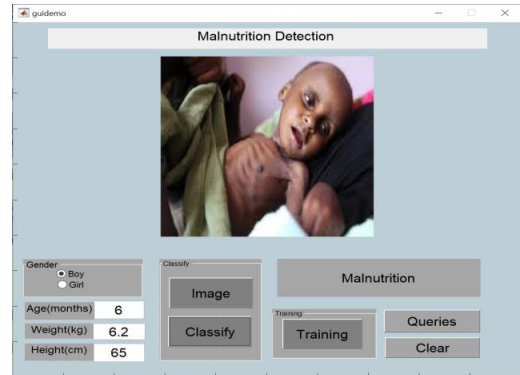 guidemo
Malnutrition Detection
Gender
Boy
Girl
Age(months) 6
Weight(kg) 6.2
Height(cm) 65
Classify
Image
Classify
Malnutrition
Training
Training
Queries
Clear